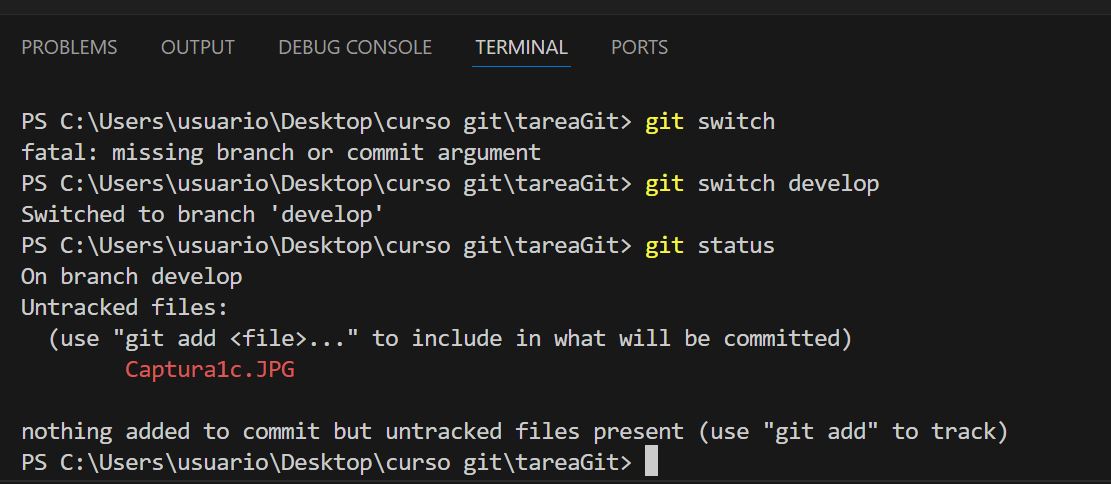 PROBLEMS OUTPUT DEBUG CONSOLE TERMINAL PORTS
PS C:\Users\usuario\Desktop\curso git\tareaGit> git switch
fatal: missing branch or commit argument
PS C:\Users\usuario\Desktop\curso git\tareaGit> git switch develop
Switched to branch 'develop'
PS C:\Users\usuario\Desktop\curso git\tareaGit> git status
On branch develop
Untracked files:
  (use "git add <file>..." to include in what will be committed)
        Captura1c.JPG
nothing added to commit but untracked files present (use "git add" to track)
PS C:\Users\usuario\Desktop\curso git\tareaGit>